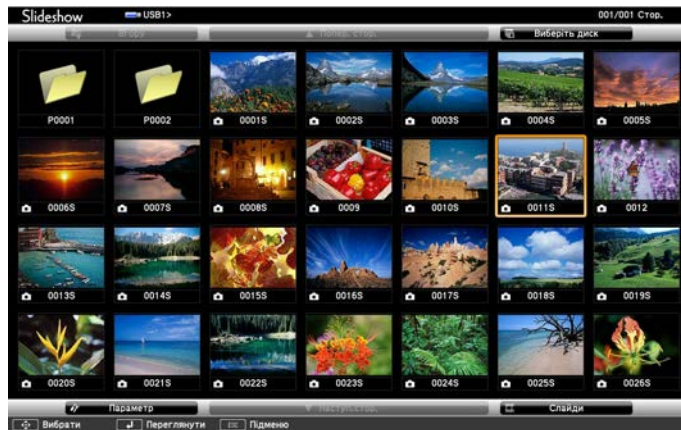 Slideshow USB1> 001/001 Стор.
Вгору ▲ Попер. стор. Виберіть диск
P0001 P0002 0001S 0002S 0003S 0004S 0005S
0006S 0007S 0008S 0009 0010S 0011S 0012
0013S 0014S 0015S 0016S 0017S 0018S 0019S
0020S 0021S 0022S 0023S 0024S 0025S 0026S
Параметр ▼ Наступ.стор. Слайди
Вибрати Переглянути Esc Підменю